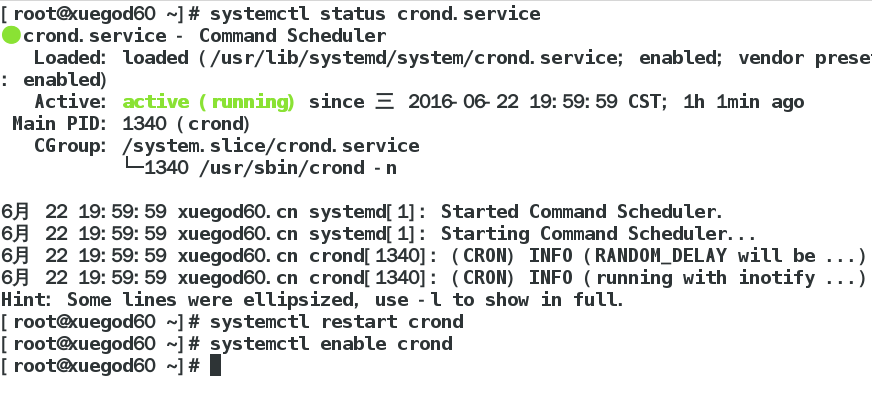 [root@xuegod60 ~]# systemctl status crond.service
●crond.service - Command Scheduler
   Loaded: loaded (/usr/lib/systemd/system/crond.service; enabled; vendor preset
: enabled)
   Active: active (running) since 三 2016-06-22 19:59:59 CST; 1h 1min ago
 Main PID: 1340 (crond)
   CGroup: /system.slice/crond.service
           └─1340 /usr/sbin/crond -n
6月 22 19:59:59 xuegod60.cn systemd[1]: Started Command Scheduler.
6月 22 19:59:59 xuegod60.cn systemd[1]: Starting Command Scheduler...
6月 22 19:59:59 xuegod60.cn crond[1340]: (CRON) INFO (RANDOM_DELAY will be ...)
6月 22 19:59:59 xuegod60.cn crond[1340]: (CRON) INFO (running with inotify ...)
Hint: Some lines were ellipsized, use -l to show in full.
[root@xuegod60 ~]# systemctl restart crond
[root@xuegod60 ~]# systemctl enable crond
[root@xuegod60 ~]#